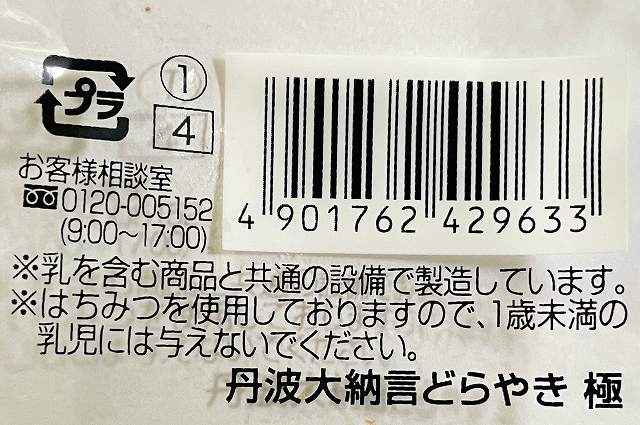 プラ
①
4
お客様相談室
0120-005152
(9:00〜17:00)
4 901762 429633
※乳を含む商品と共通の設備で製造しています。
※はちみつを使用しておりますので、1歳未満の
乳児には与えないでください。
丹波大納言どらやき 極